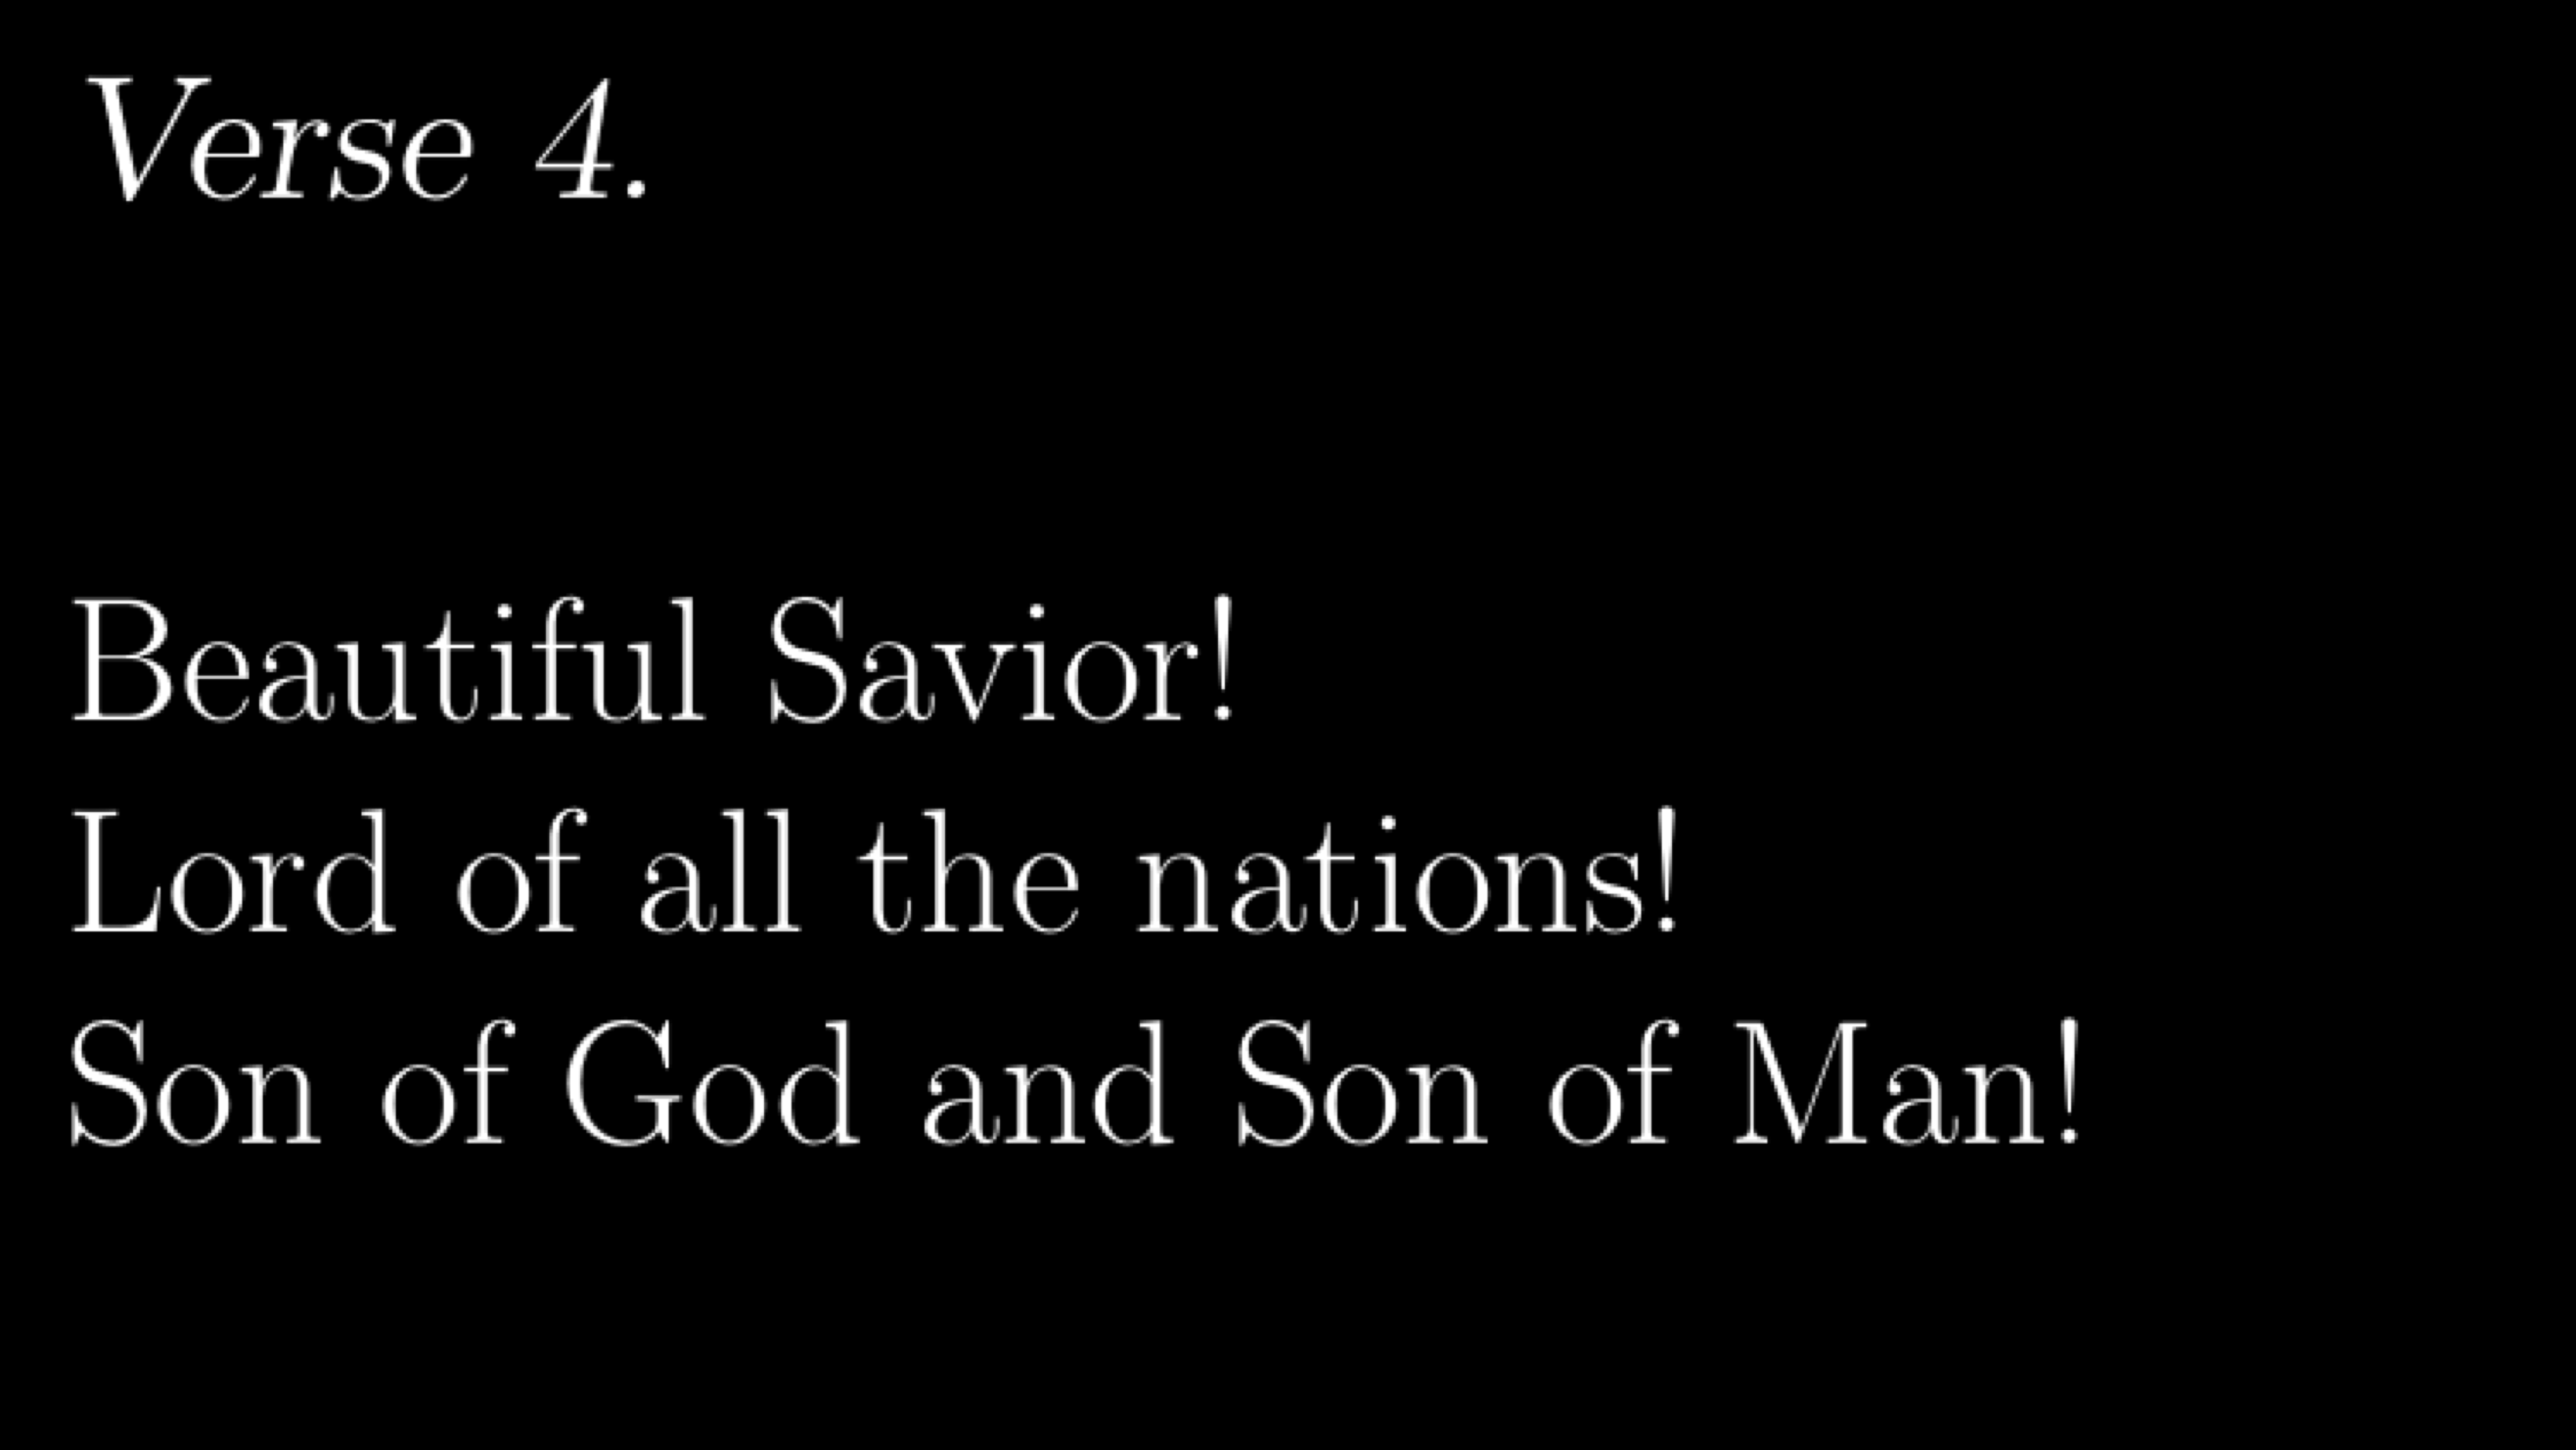 Verse 4.
Beautiful Savior!
Lord of all the nations!
Son of God and Son of Man!